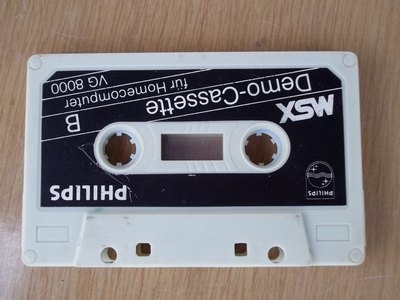 MSX
Demo-Cassette
für Homecomputer
VG 8000
B
PHILIPS
PHILIPS